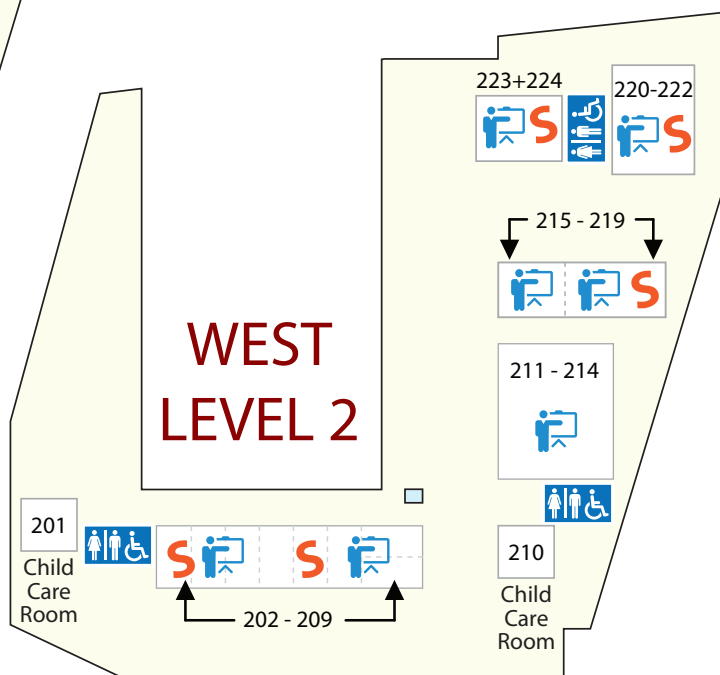 223+224
220-222
S
S
215 - 219
S
WEST
LEVEL 2
211 - 214
201
Child
Care
Room
S
S
202 - 209
210
Child
Care
Room